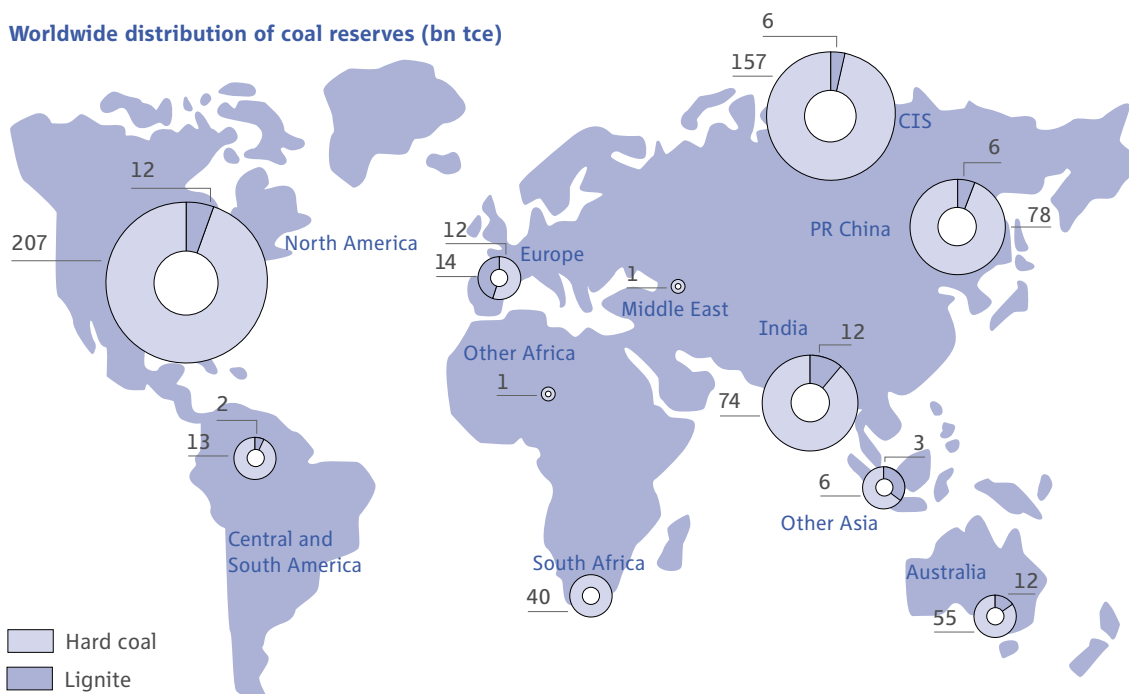 Worldwide distribution of coal reserves (bn tce)
6
157
CIS
12
207
North America
6
78
PR China
12
14
Europe
1
Middle East
India
12
74
Other Africa
1
2
13
Central and
South America
3
6
Other Asia
South Africa
40
Australia
12
55
Hard coal
Lignite